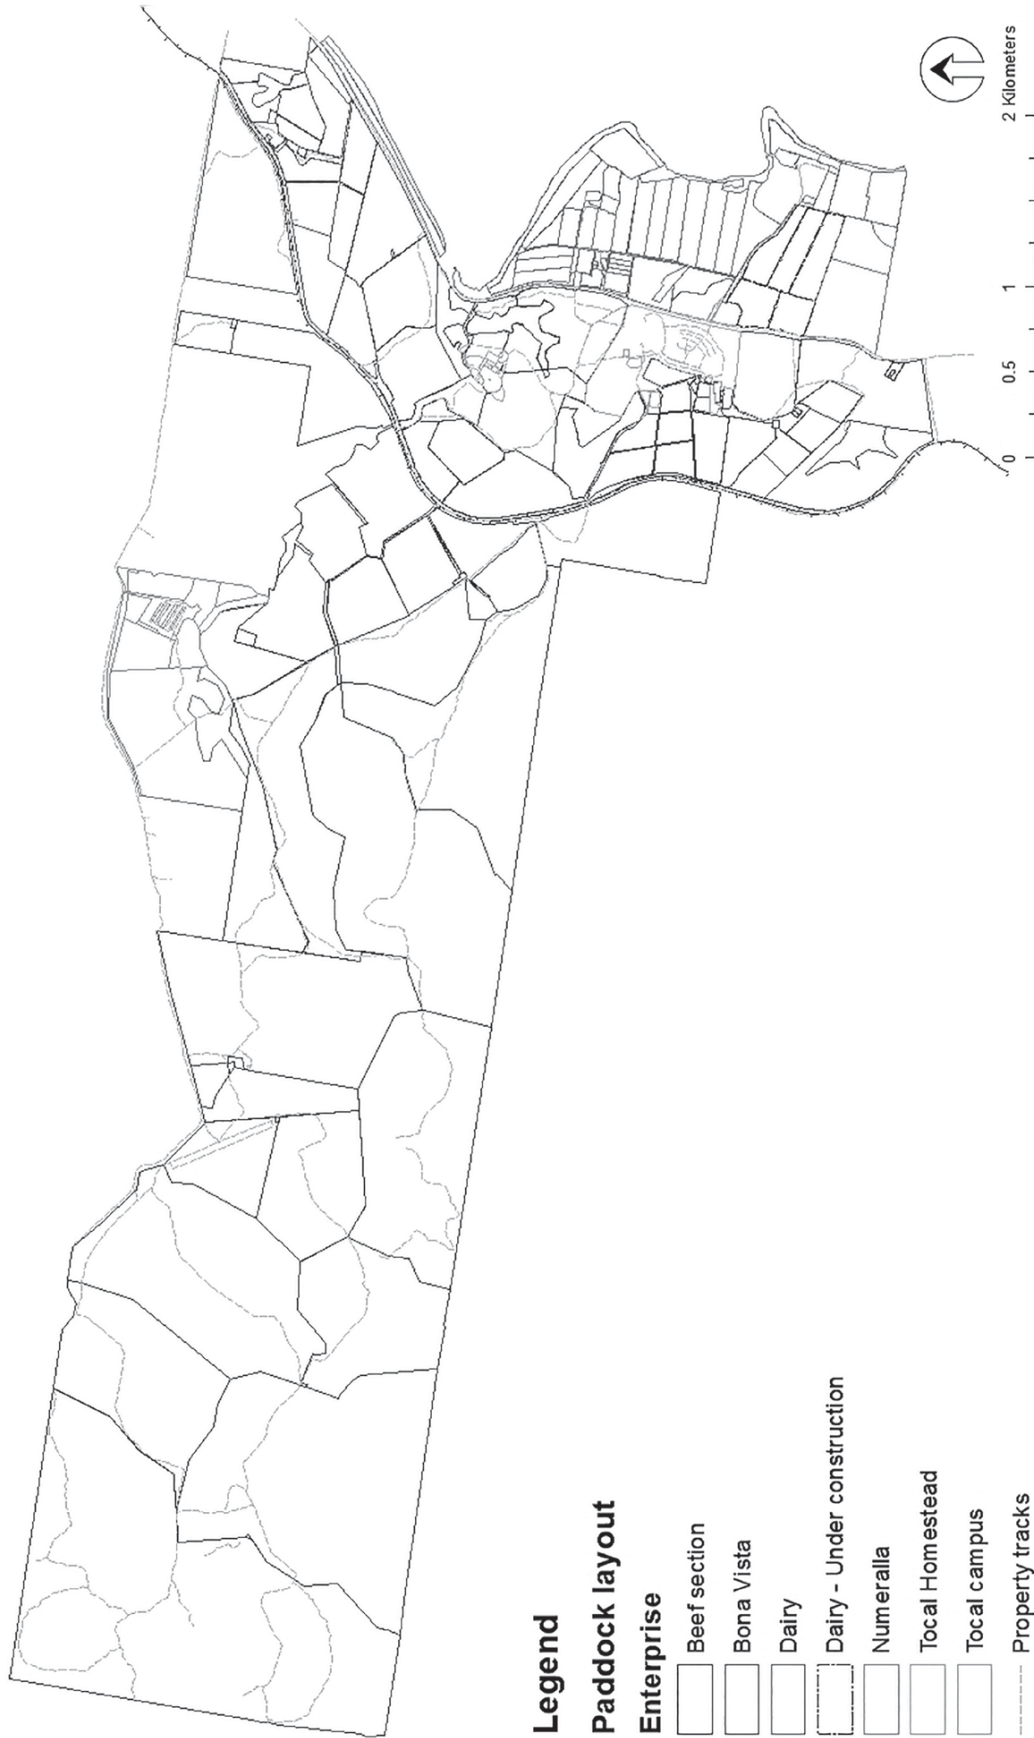 Legend
Paddock layout
Enterprise
Beef section
Bona Vista
Dairy
Dairy - Under construction
Numeralla
Tocal Homestead
Tocal campus
Property tracks
0 0.5 1 2 Kilometers